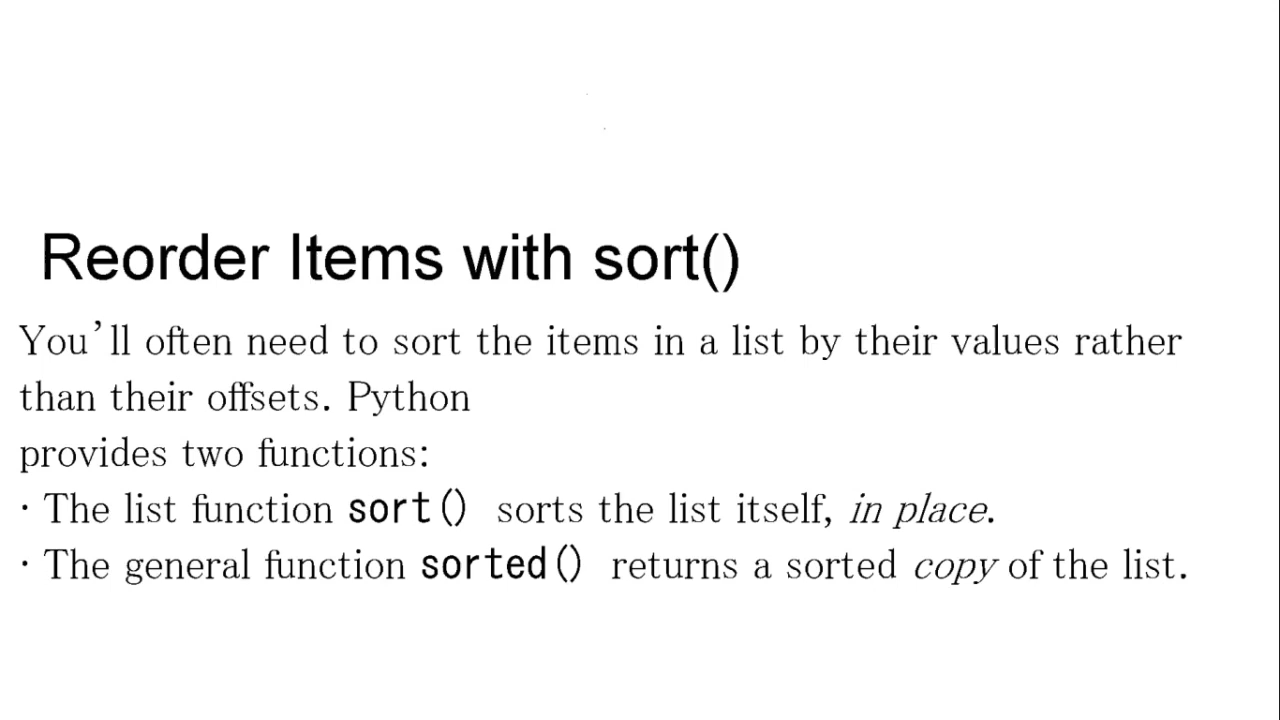 Reorder Items with sort()
You’ll often need to sort the items in a list by their values rather
than their offsets. Python
provides two functions:
· The list function sort() sorts the list itself, in place.
· The general function sorted() returns a sorted copy of the list.